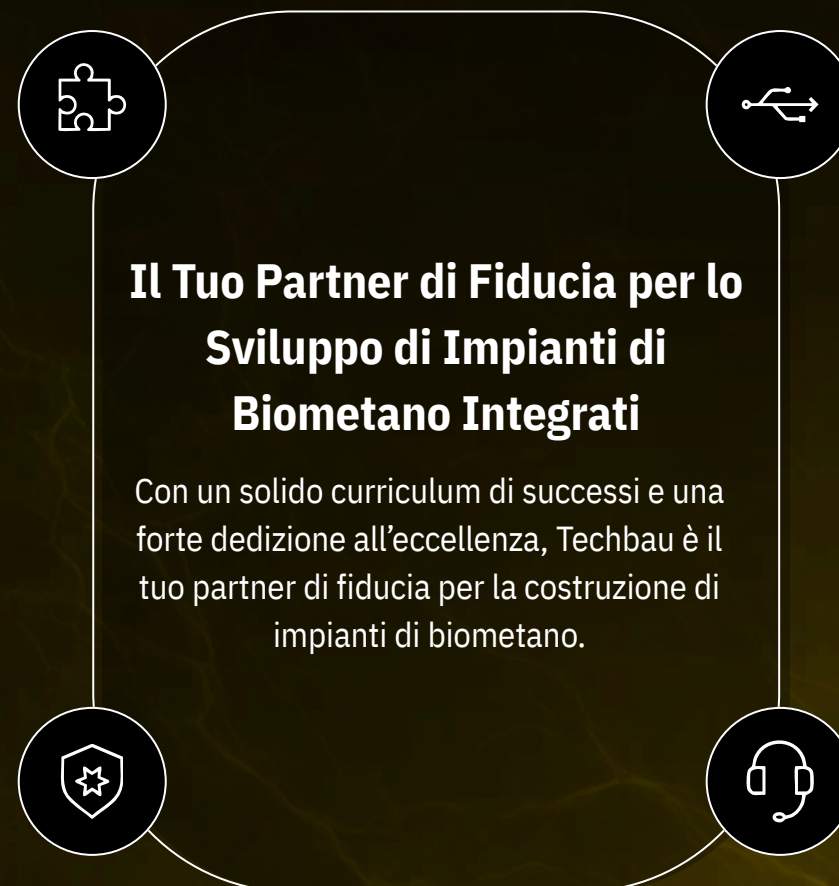 Il Tuo Partner di Fiducia per lo
Sviluppo di Impianti di
Biometano Integrati
Con un solido curriculum di successi e una
forte dedizione all’eccellenza, Techbau è il
tuo partner di fiducia per la costruzione di
impianti di biometano.